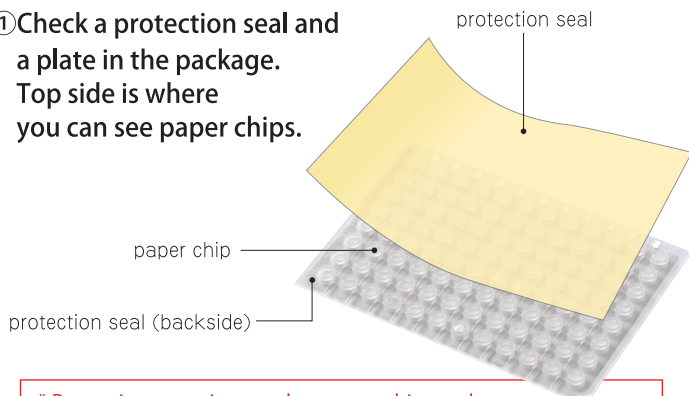 ①Check a protection seal and
a plate in the package.
Top side is where
you can see paper chips.
protection seal
paper chip
protection seal (backside)